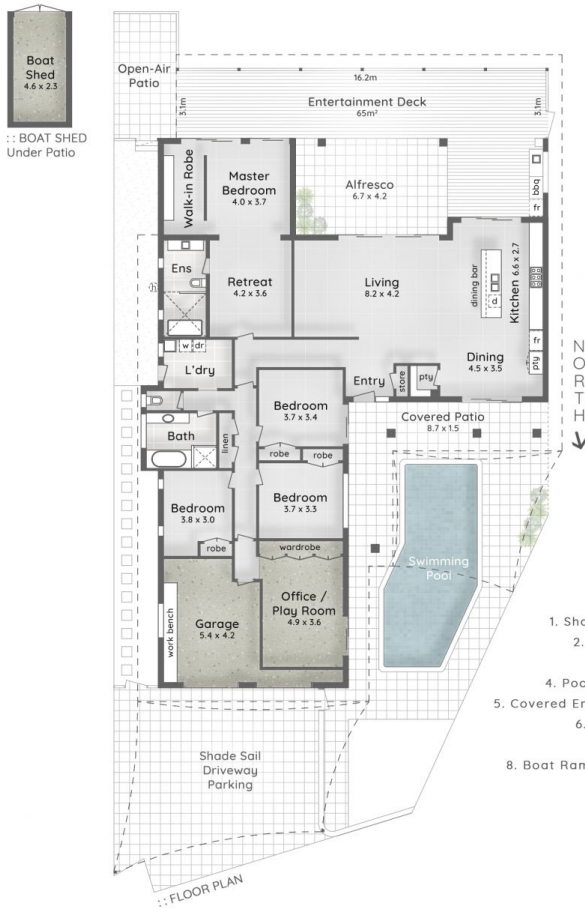 Boat
Shed
4.6 x 2.3
:: BOAT SHED
Under Patio
Open-Air
Patio
16.2m
3.1m
Entertainment Deck
65m²
3.1m
Walk-in Robe
Master
Bedroom
4.0 x 3.7
Alfresco
6.7 x 4.2
bbq
fr
Ens
Retreat
4.2 x 3.6
Living
8.2 x 4.2
dining bar
d
Kitchen 6.6 x 2.7
fr
pty
w dr
L'dry
Dining
4.5 x 3.5
Entry
store
pty
NORTH
Bedroom
3.7 x 3.4
Covered Patio
8.7 x 1.5
Bath
linen
robe
robe
Bedroom
3.8 x 3.0
Bedroom
3.7 x 3.3
robe
wardrobe
Swimming
Pool
work bench
Garage
5.4 x 4.2
Office /
Play Room
4.9 x 3.6
1. Sha
2.
4. Poo
5. Covered En
6.
8. Boat Ram
Shade Sail
Driveway
Parking
:: FLOOR PLAN